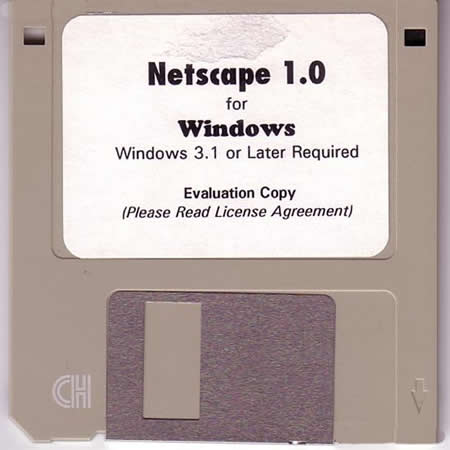 Netscape 1.0
for
Windows
Windows 3.1 or Later Required
Evaluation Copy
(Please Read License Agreement)
CH